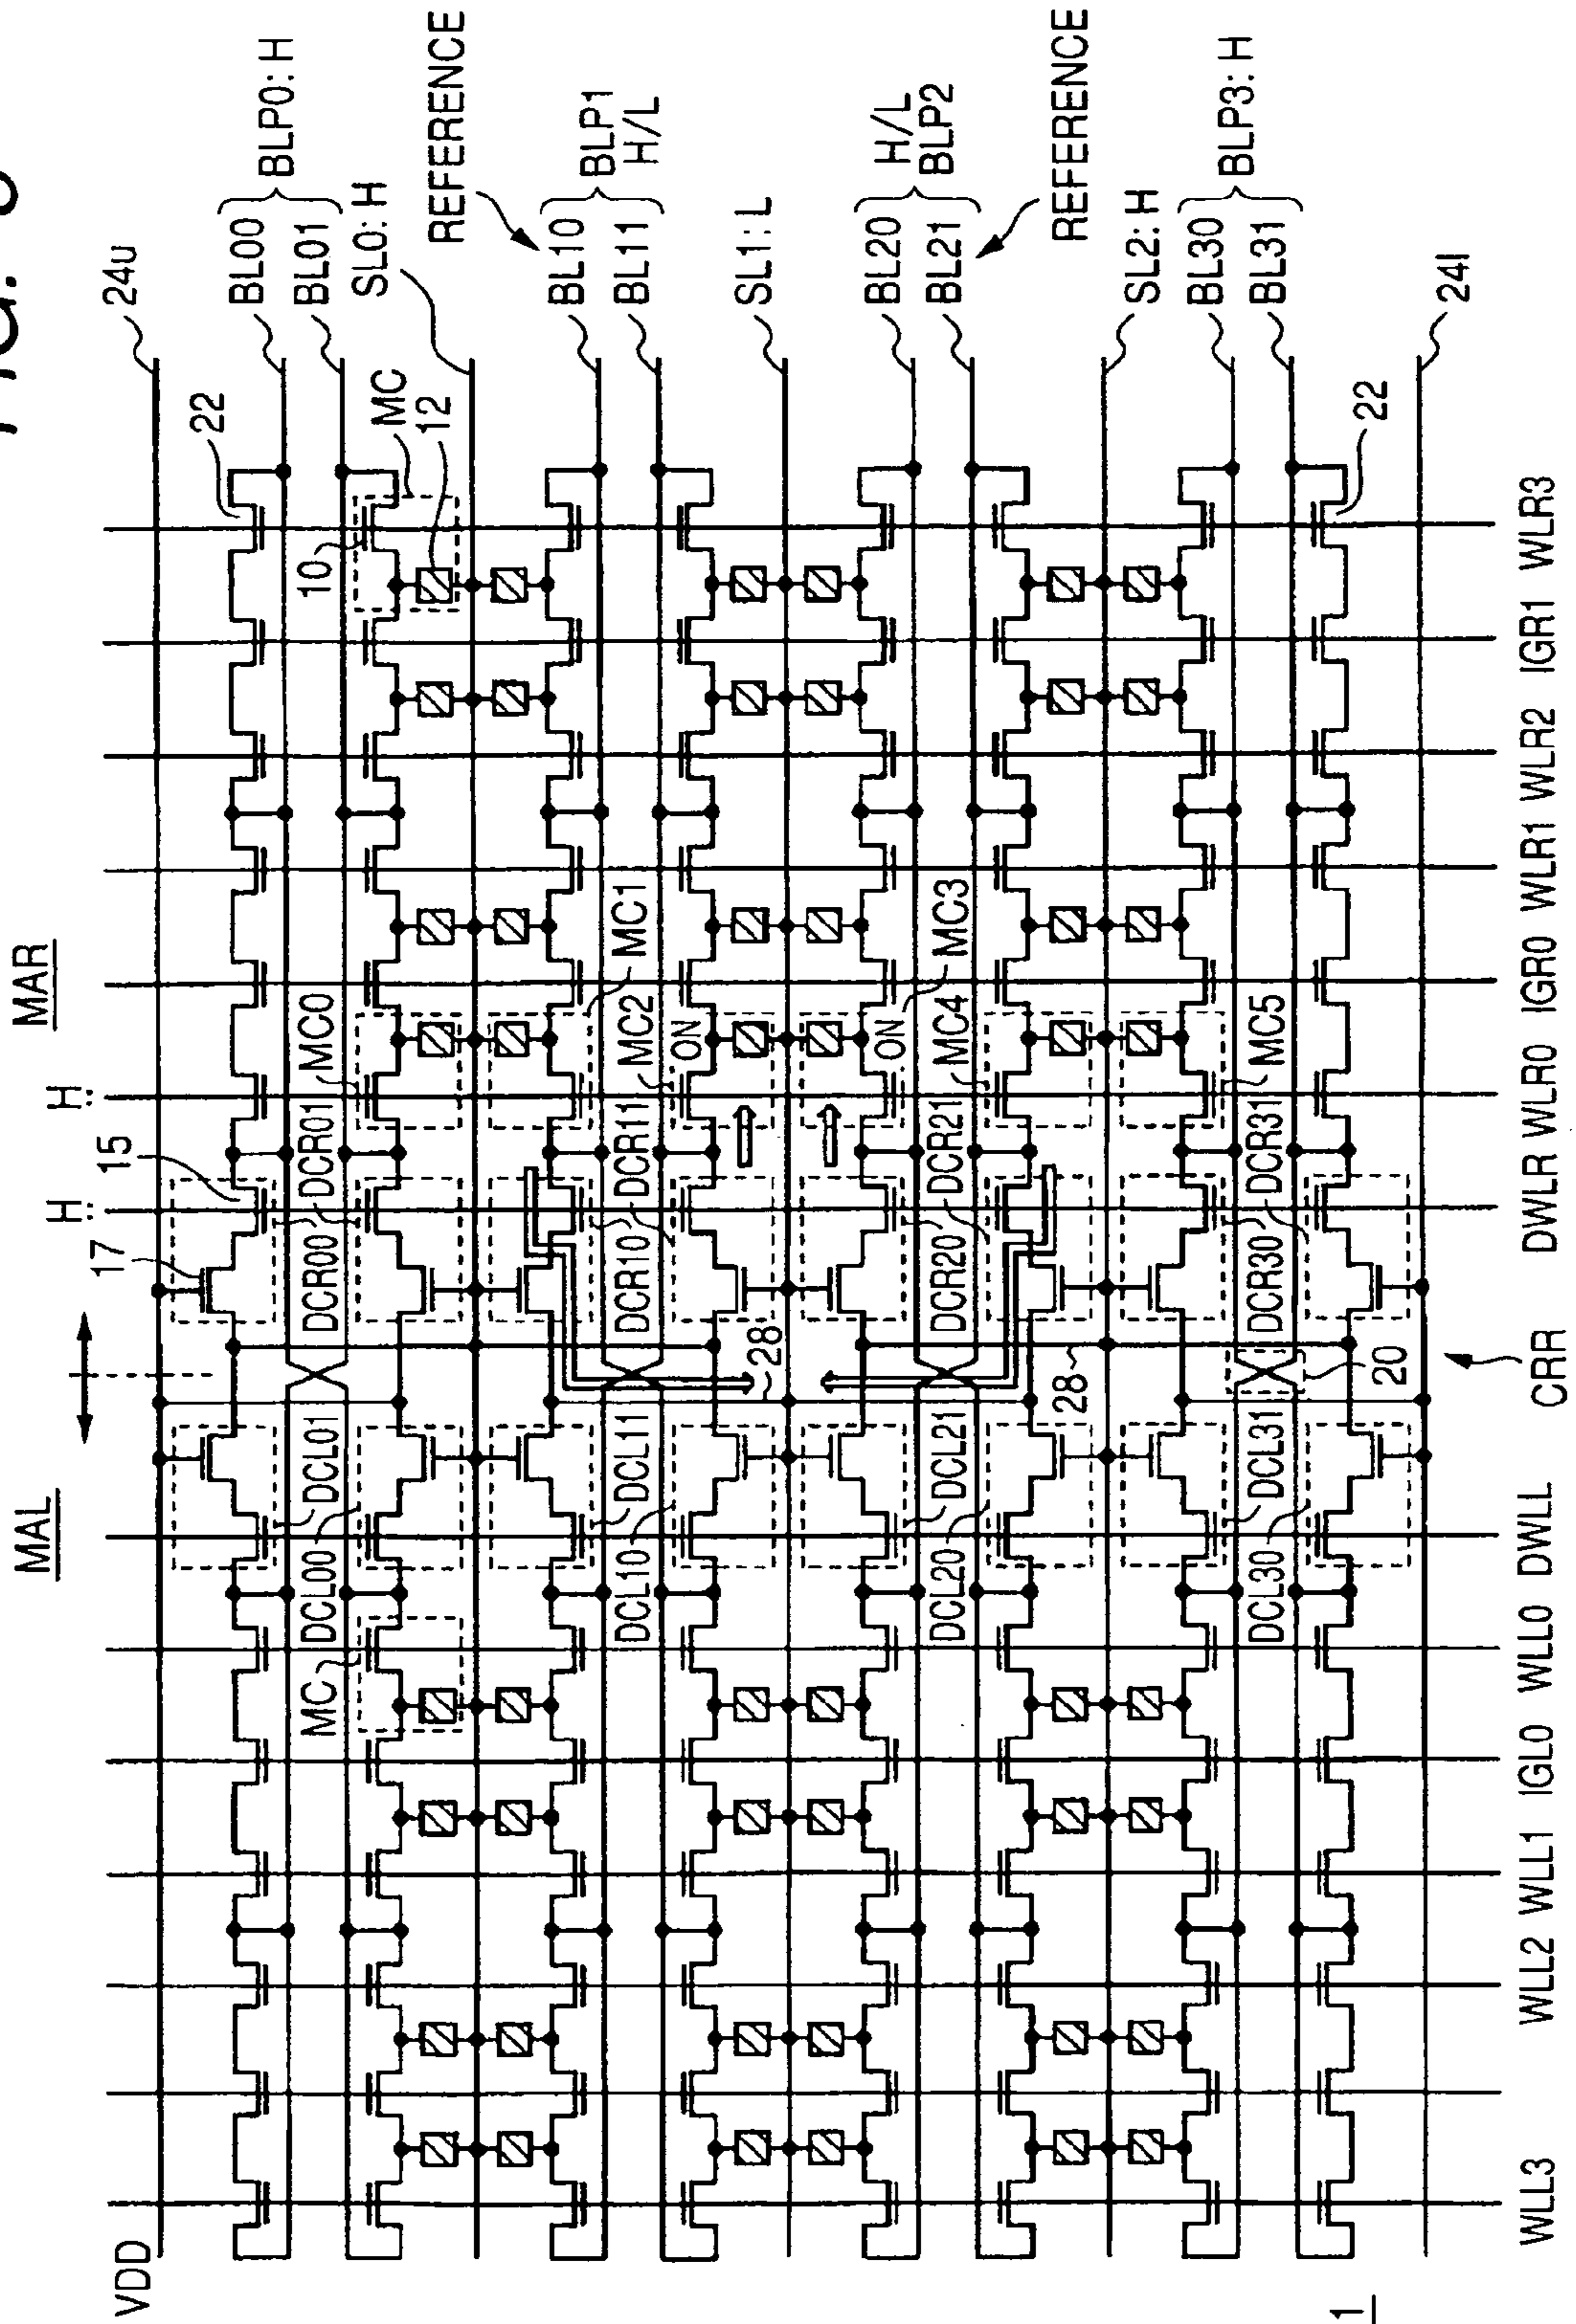 FIG. 8
MAL
MAR
17
15
H
H
VDD
24u
22
BL00
BL01
BLP0: H
SL0: H
REFERENCE
DCL00
DCL01
DCR00
DCR01
MC
MC0
10
MC
12
BL10
BL11
BLP1
H/L
DCL10
DCL11
DCR10
DCR11
MC2
MC1
ON
28
SL1: L
ON
MC3
BL20
BL21
H/L
BLP2
REFERENCE
DCL20
DCL21
DCR20
DCR21
MC4
28
SL2: H
BL30
BL31
BLP3: H
DCL30
DCL31
DCR30
DCR31
MC5
20
22
24l
WLL3
WLL2
WLL1
IGL0
WLL0
DWLL
CRR
DWLR
WLR0
IGR0
WLR1
WLR2
IGR1
WLR3
1